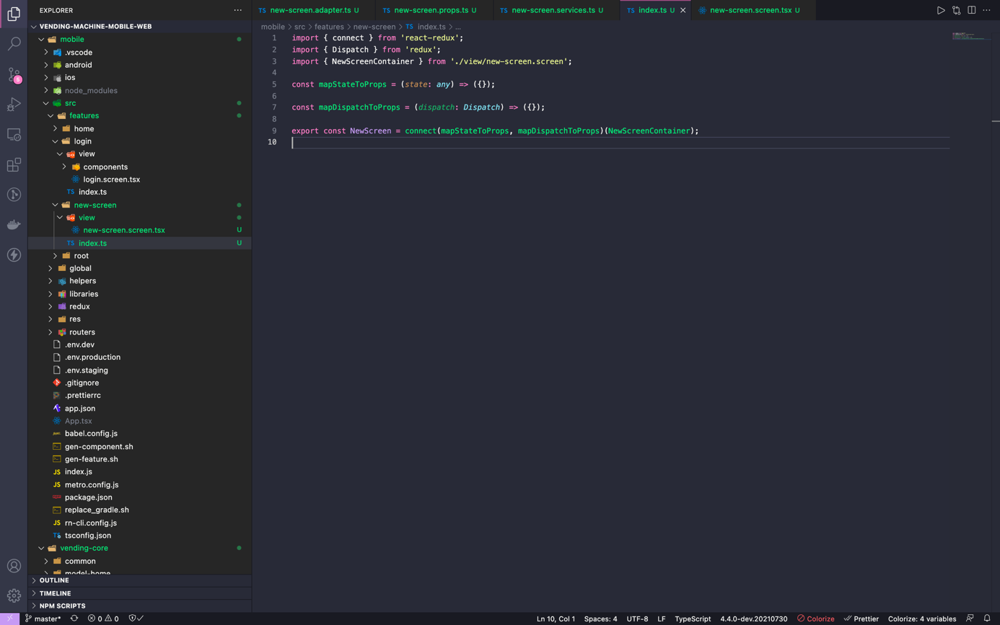 EXPLORER
VENDING-MACHINE-MOBILE-WEB
mobile
.vscode
android
ios
node_modules
src
features
home
login
view
components
login.screen.tsx
TS index.ts
new-screen
view
new-screen.screen.tsx U
TS index.ts U
root
global
helpers
libraries
redux
res
routers
.env.dev
.env.production
.env.staging
.gitignore
.prettierrc
app.json
App.tsx
babel.config.js
gen-component.sh
gen-feature.sh
JS index.js
JS metro.config.js
package.json
replace_gradle.sh
JS rn-cli.config.js
TS tsconfig.json
vending-core
common
model-home
OUTLINE
TIMELINE
NPM SCRIPTS
5
TS new-screen.adapter.ts U
TS new-screen.props.ts U
TS new-screen.services.ts U
TS index.ts U
new-screen.screen.tsx U
mobile > src > features > new-screen > TS index.ts > ...
1 import { connect } from 'react-redux';
2 import { Dispatch } from 'redux';
3 import { NewScreenContainer } from './view/new-screen.screen';
4
5 const mapStateToProps = (state: any) => ({});
6
7 const mapDispatchToProps = (dispatch: Dispatch) => ({});
8
9 export const NewScreen = connect(mapStateToProps, mapDispatchToProps)(NewScreenContainer);
10
master* 0 0 Ln 10, Col 1 Spaces: 4 UTF-8 LF TypeScript 4.4.0-dev.20210730 Colorize Prettier Colorize: 4 variables